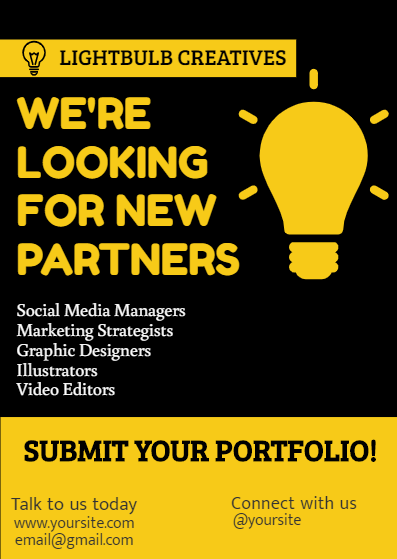 LIGHTBULB CREATIVES
WE'RE
LOOKING
FOR NEW
PARTNERS
Social Media Managers
Marketing Strategists
Graphic Designers
Illustrators
Video Editors
SUBMIT YOUR PORTFOLIO!
Talk to us today
www.yoursite.com
email@gmail.com
Connect with us
@yoursite